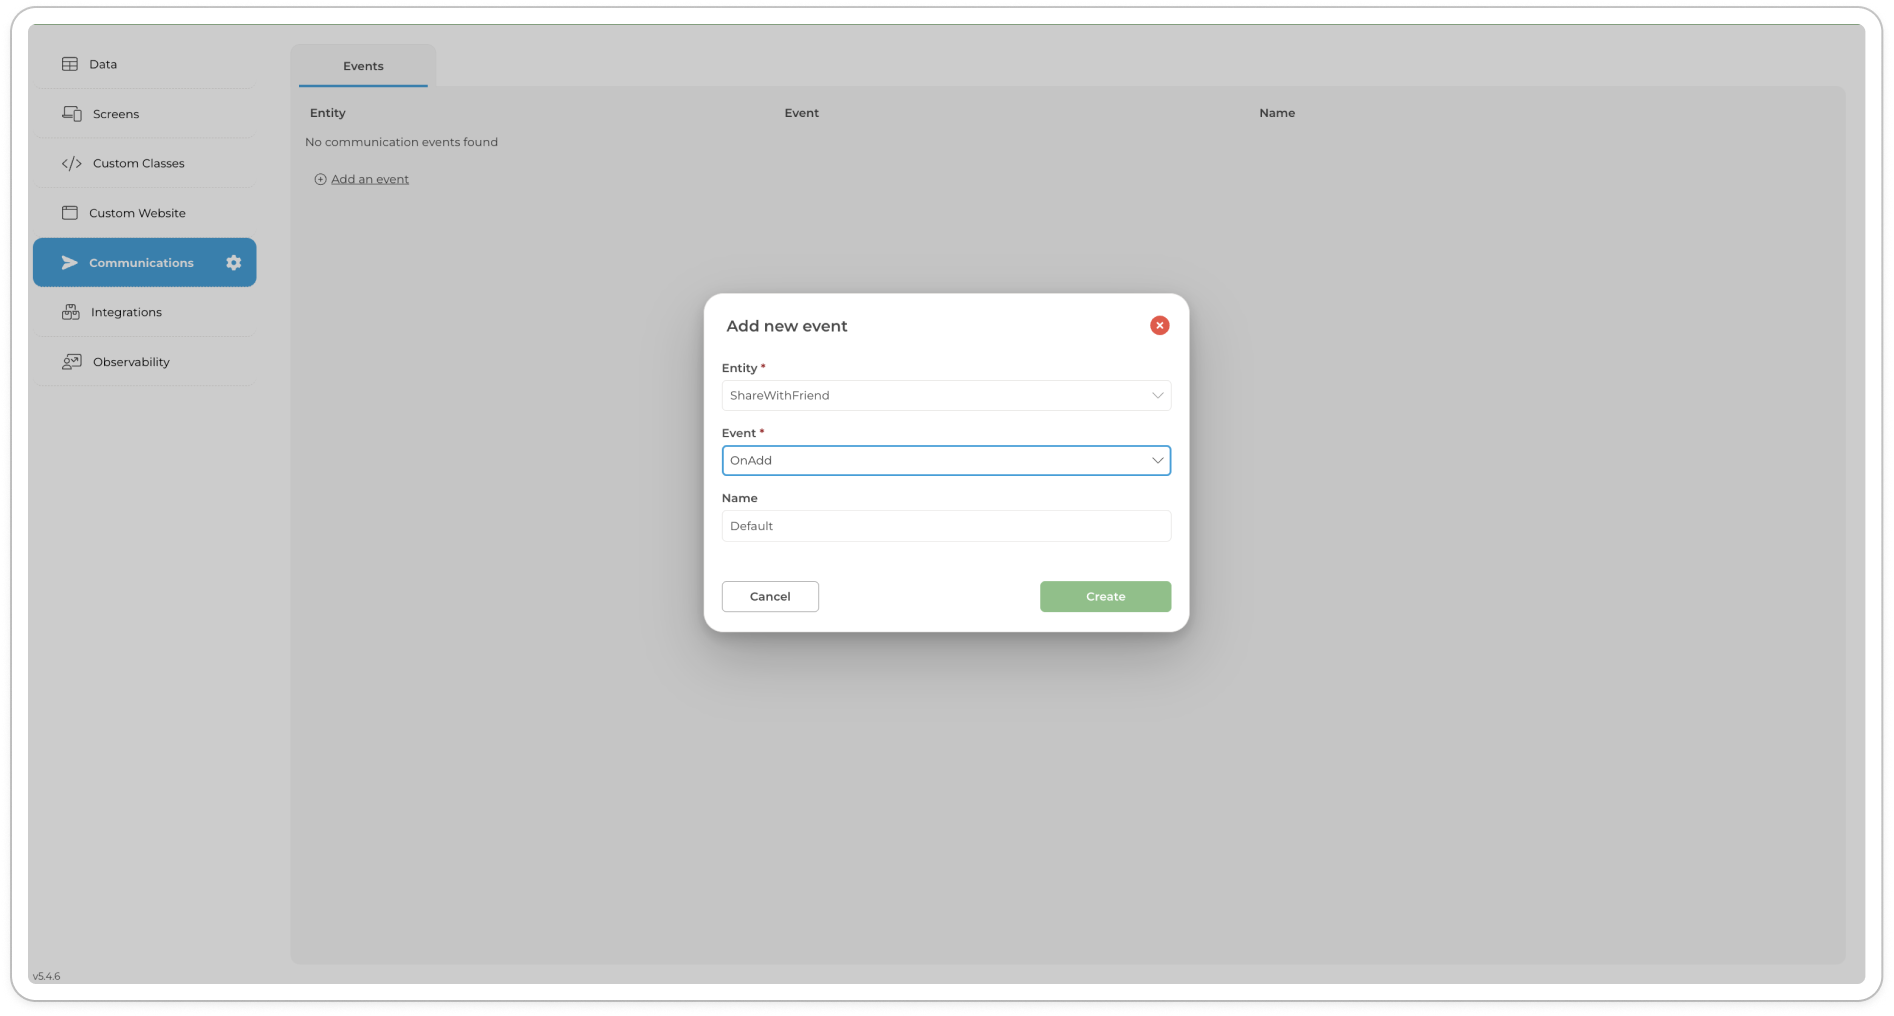 Data
Screens
Custom Classes
Custom Website
Communications
Integrations
Observability
v5.4.6
Events
Entity Event Name
No communication events found
Add an event
Add new event
Entity *
ShareWithFriend
Event *
OnAdd
Name
Default
Cancel Create